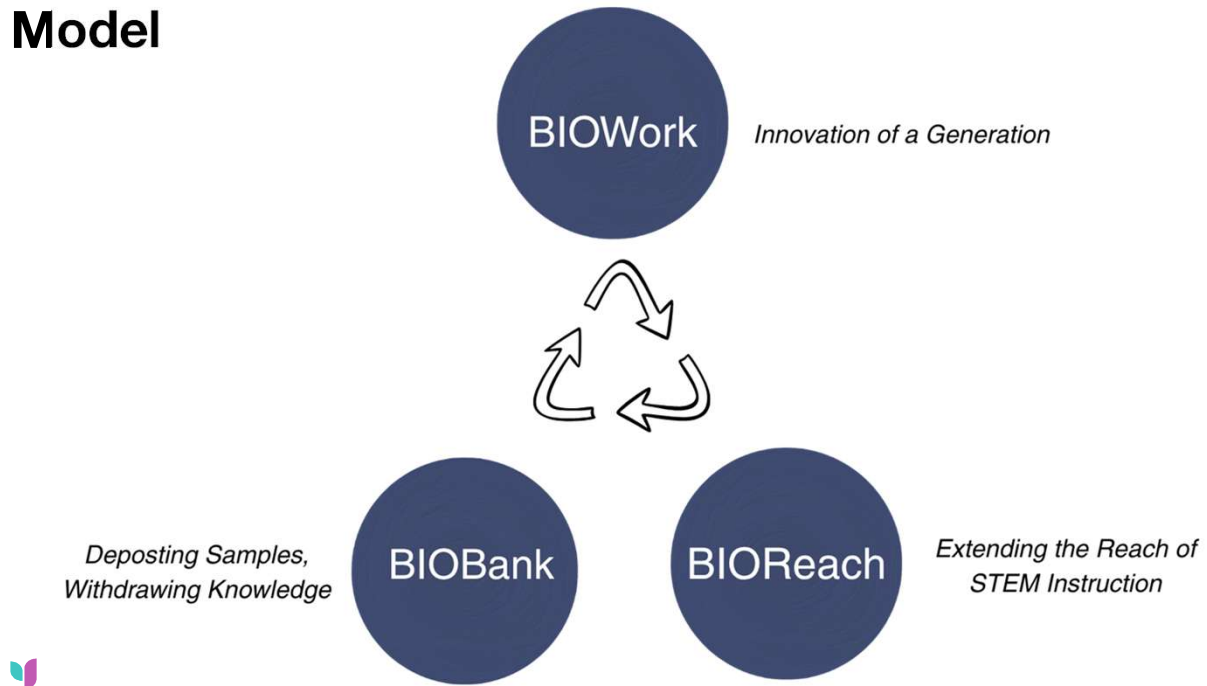 Model
BIOWork
Innovation of a Generation
Deposting Samples,
Withdrawing Knowledge
BIOBank
BIOReach
Extending the Reach of
STEM Instruction